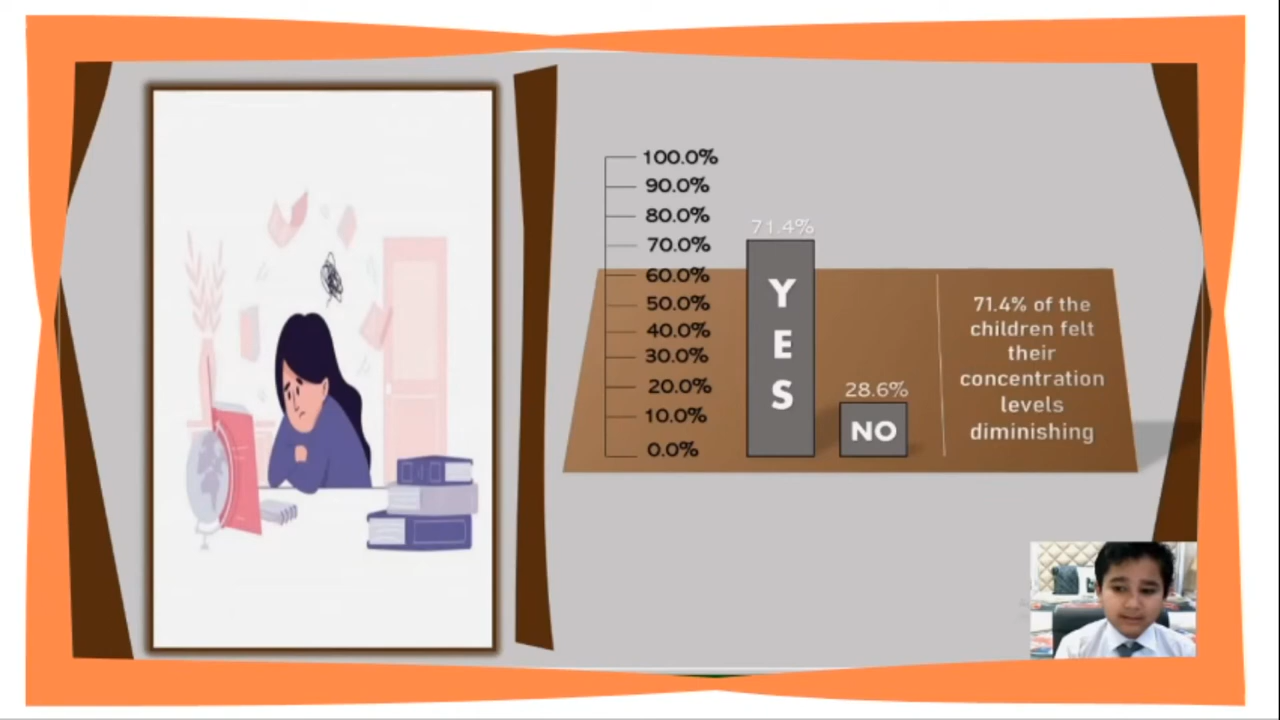 100.0%
90.0%
80.0%
70.0%
60.0%
50.0%
40.0%
30.0%
20.0%
10.0%
0.0%
71.4%
YES
28.6%
NO
71.4% of the
children felt
their
concentration
levels
diminishing